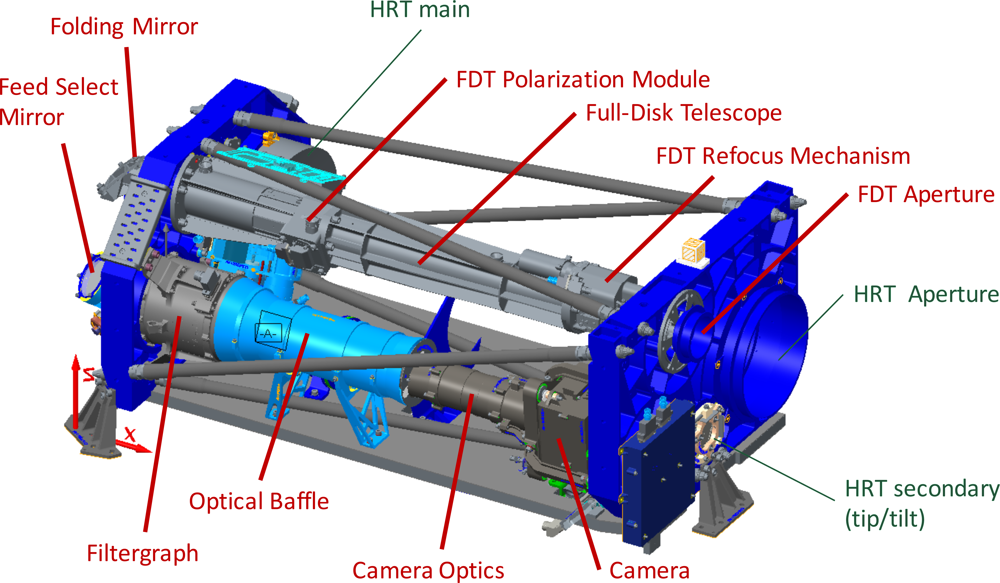 HRT main
Folding Mirror
FDT Polarization Module
Feed Select
Mirror
Full-Disk Telescope
FDT Refocus Mechanism
FDT Aperture
HRT Aperture
-A-
Z
X
HRT secondary
(tip/tilt)
Optical Baffle
Filtergraph
Camera Optics
Camera